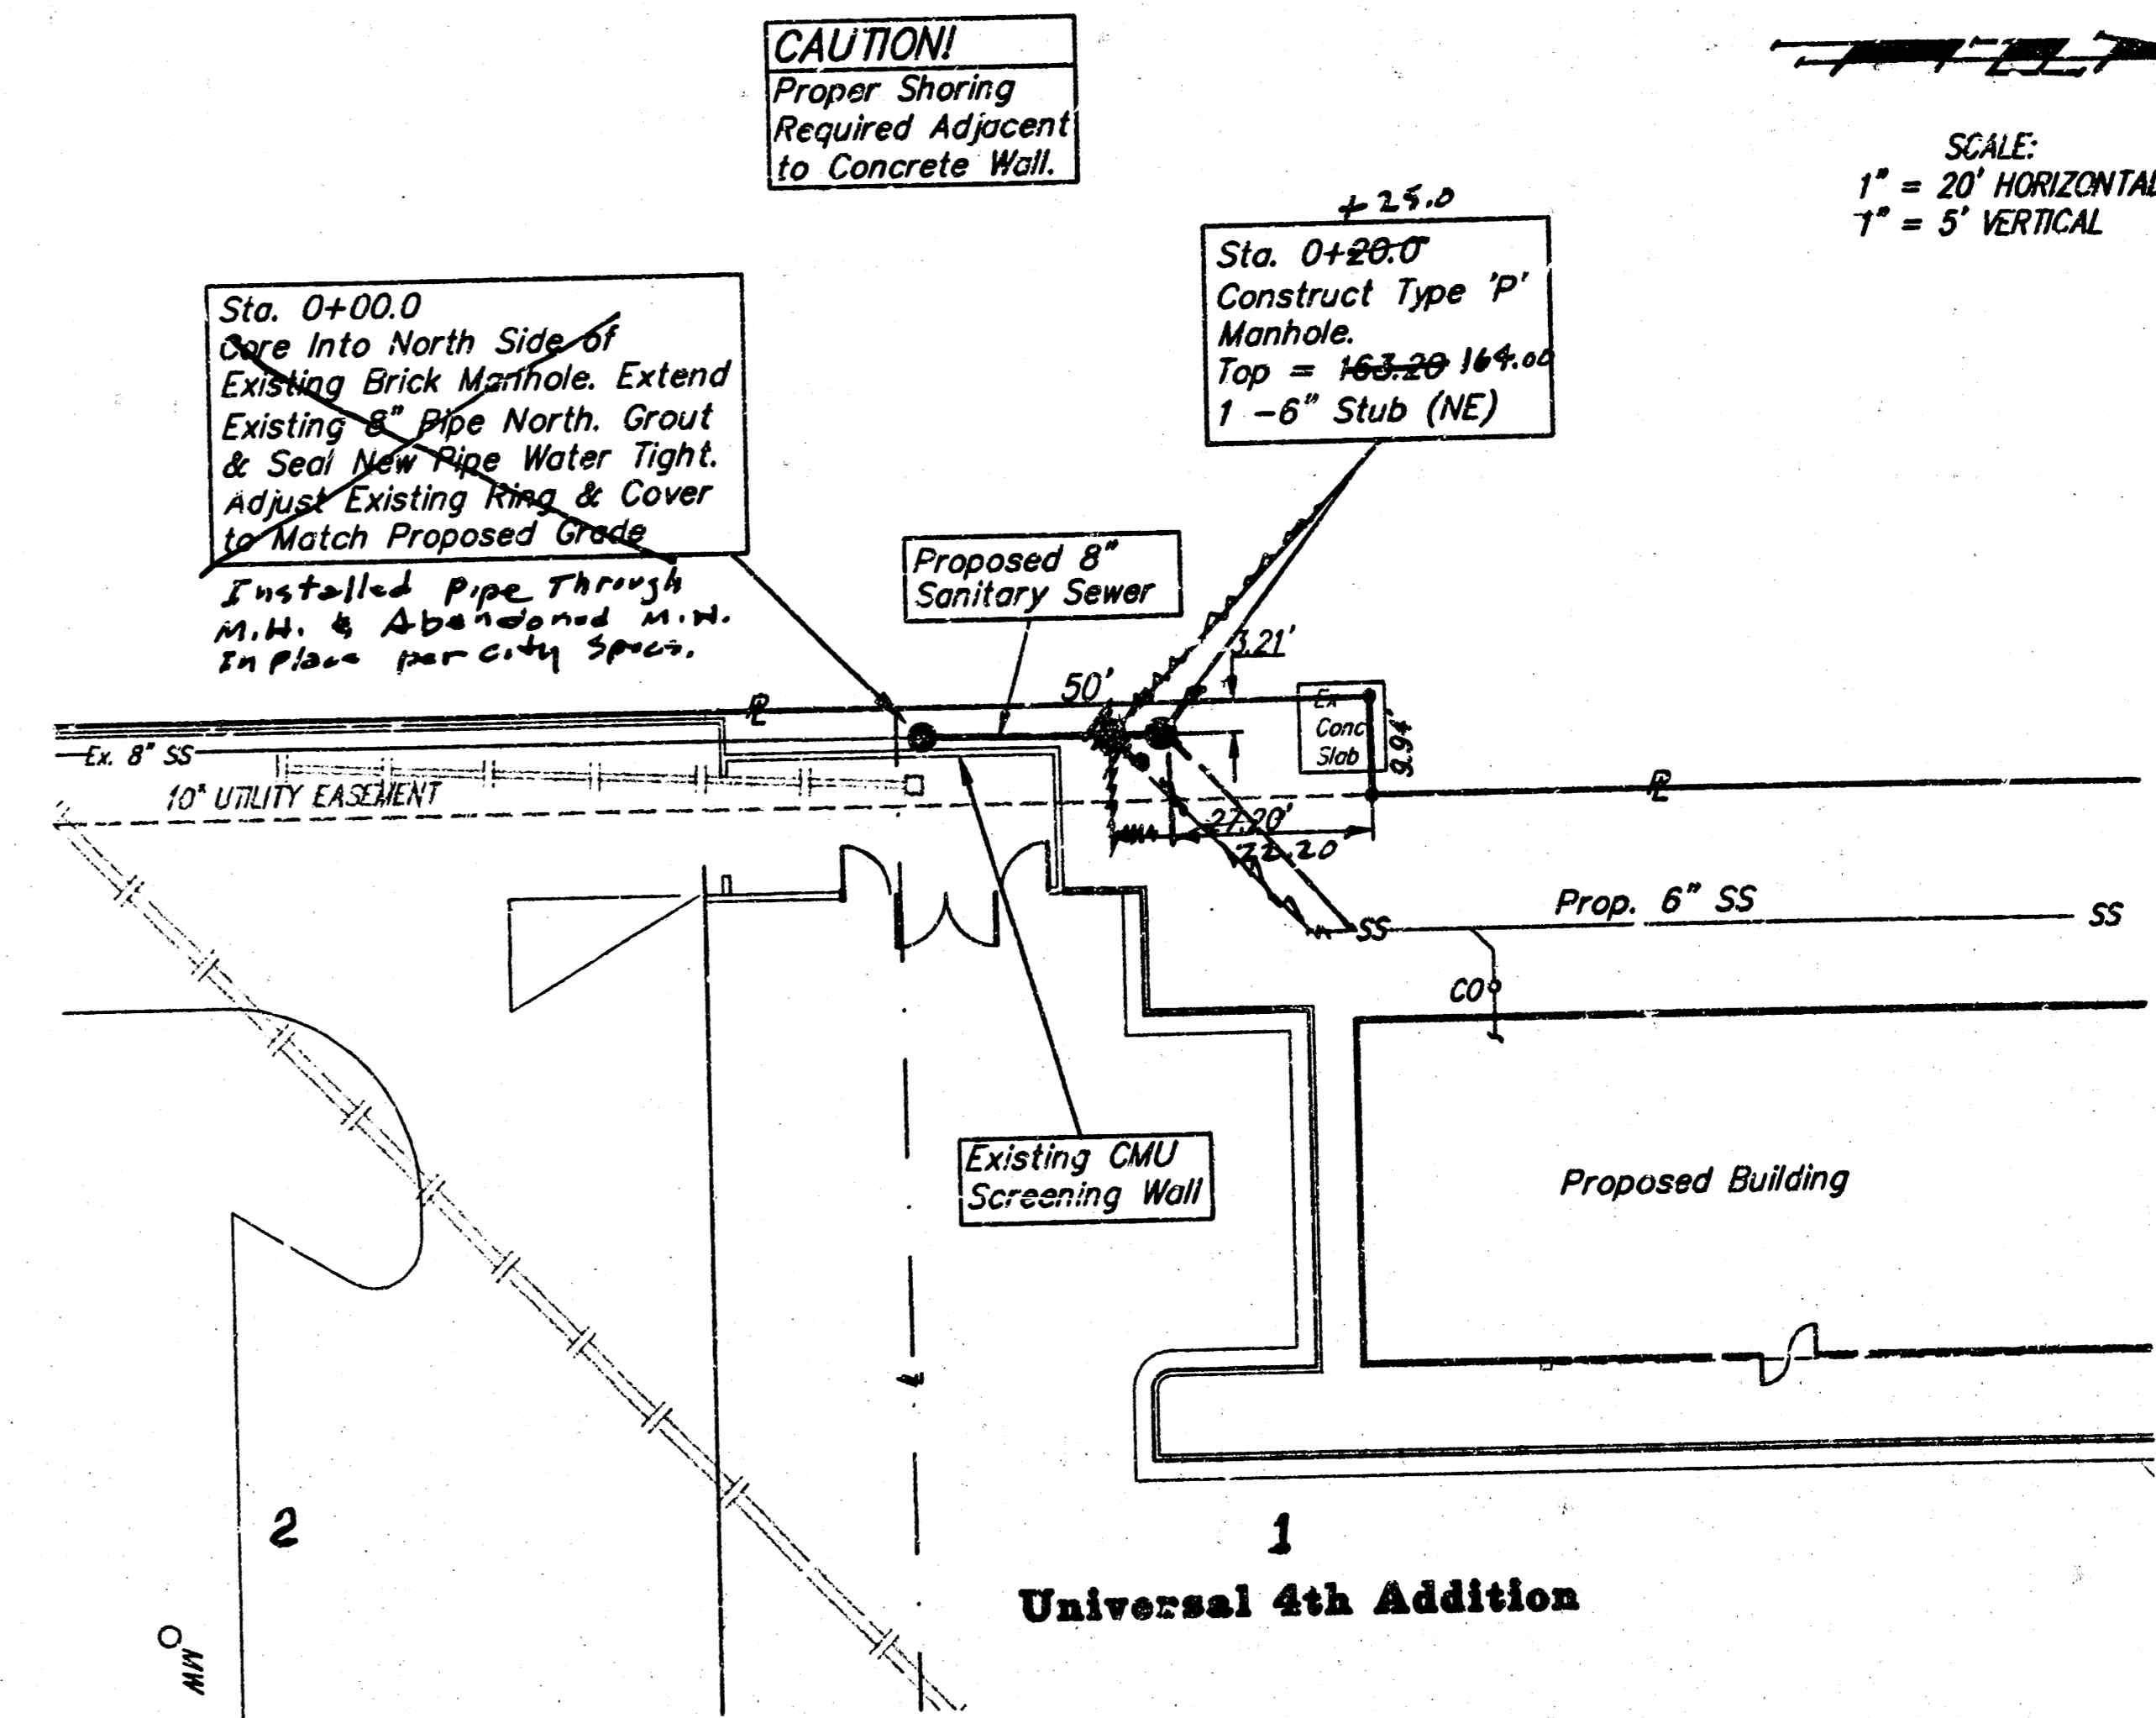 CAUTION!
Proper Shoring
Required Adjacent
to Concrete Wall.
SCALE:
1" = 20' HORIZONTAL
1" = 5' VERTICAL
+25.0
Sta. 0+20.0
Construct Type 'P'
Manhole.
Top = 163.20 164.00
1 -6" Stub (NE)
Sta. 0+00.0
Core Into North Side of
Existing Brick Manhole. Extend
Existing 8" Pipe North. Grout
& Seal New Pipe Water Tight.
Adjust Existing Ring & Cover
to Match Proposed Grade
Installed Pipe Through
M.H. & Abandoned M.H.
In Place per City Specs.
Proposed 8"
Sanitary Sewer
3.21'
50'
PL
Ex
Conc
Slab
9.94'
Ex. 8" SS
10" UTILITY EASEMENT
PL
27.20'
22.20
Prop. 6" SS
SS
SS
CO
Existing CMU
Screening Wall
Proposed Building
2
1
Universal 4th Addition
MW